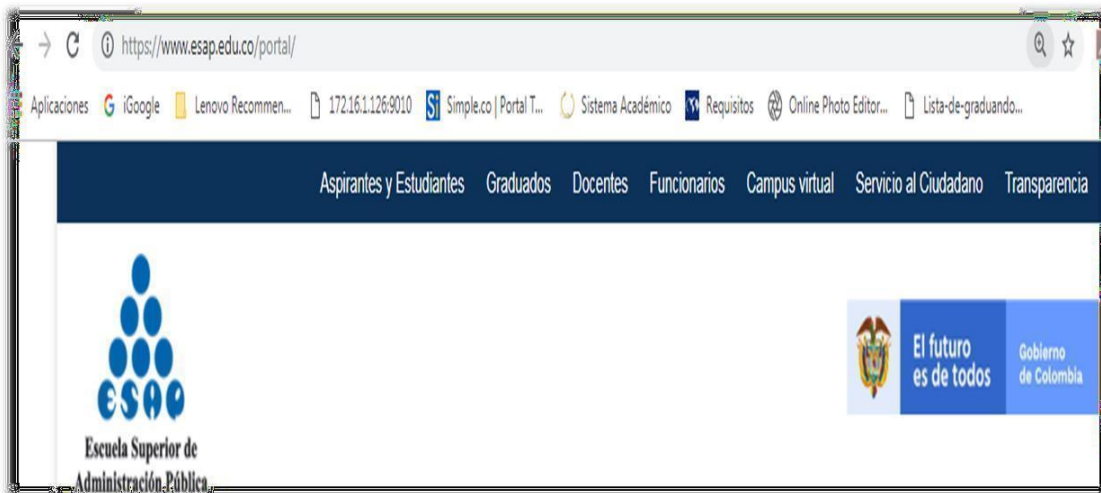 https://www.esap.edu.co/portal/
Aplicaciones iGoogle Lenovo Recommen... 172.16.1.126:9010 Simple.co | Portal T... Sistema Académico Requisitos Online Photo Editor... Lista-de-graduando...
Aspirantes y Estudiantes Graduados Docentes Funcionarios Campus virtual Servicio al Ciudadano Transparencia
ESAP
Escuela Superior de
Administración Pública
El futuro
es de todos
Gobierno
de Colombia